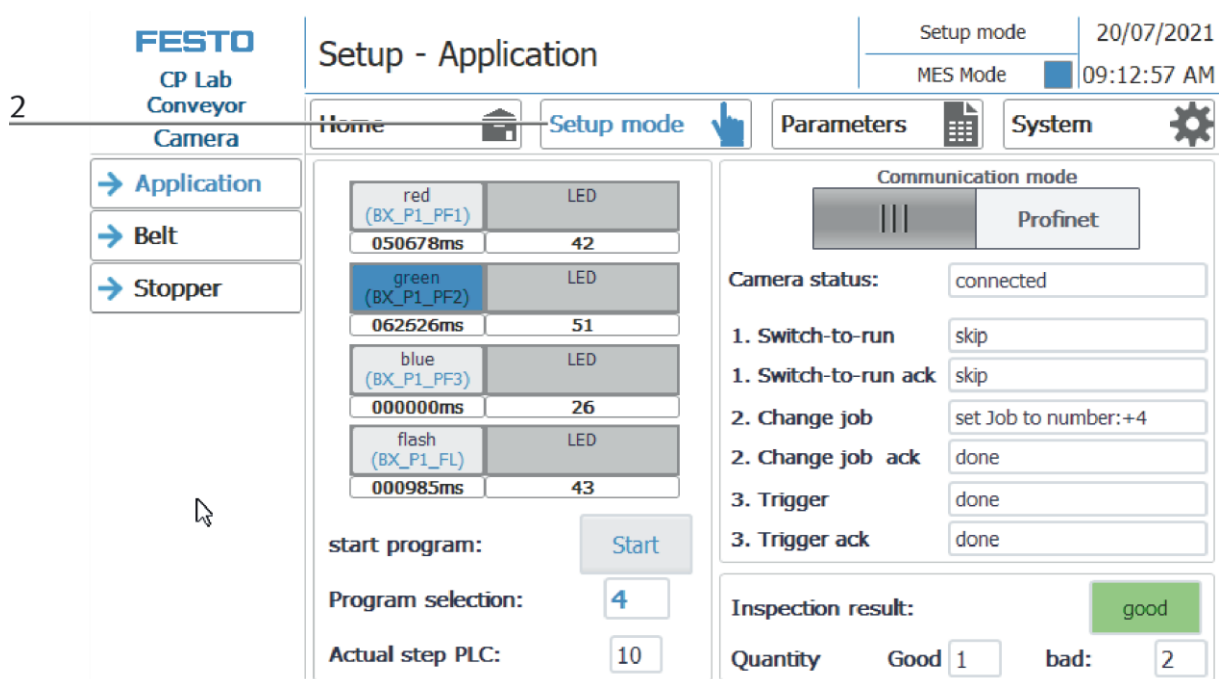 FESTO
CP Lab
Conveyor
Camera
Setup - Application
Setup mode
MES Mode
20/07/2021
09:12:57 AM
2
Home
Setup mode
Parameters
System
Application
Belt
Stopper
red
(BX_P1_PF1)
LED
050678ms
42
green
(BX_P1_PF2)
LED
062626ms
51
blue
(BX_P1_PF3)
LED
000000ms
26
flash
(BX_P1_FL)
LED
000985ms
43
start program:
Start
Program selection:
4
Actual step PLC:
10
Communication mode
Profinet
Camera status:
connected
1. Switch-to-run
skip
1. Switch-to-run ack
skip
2. Change job
set Job to number:+4
2. Change job ack
done
3. Trigger
done
3. Trigger ack
done
Inspection result:
good
Quantity Good 1 bad: 2